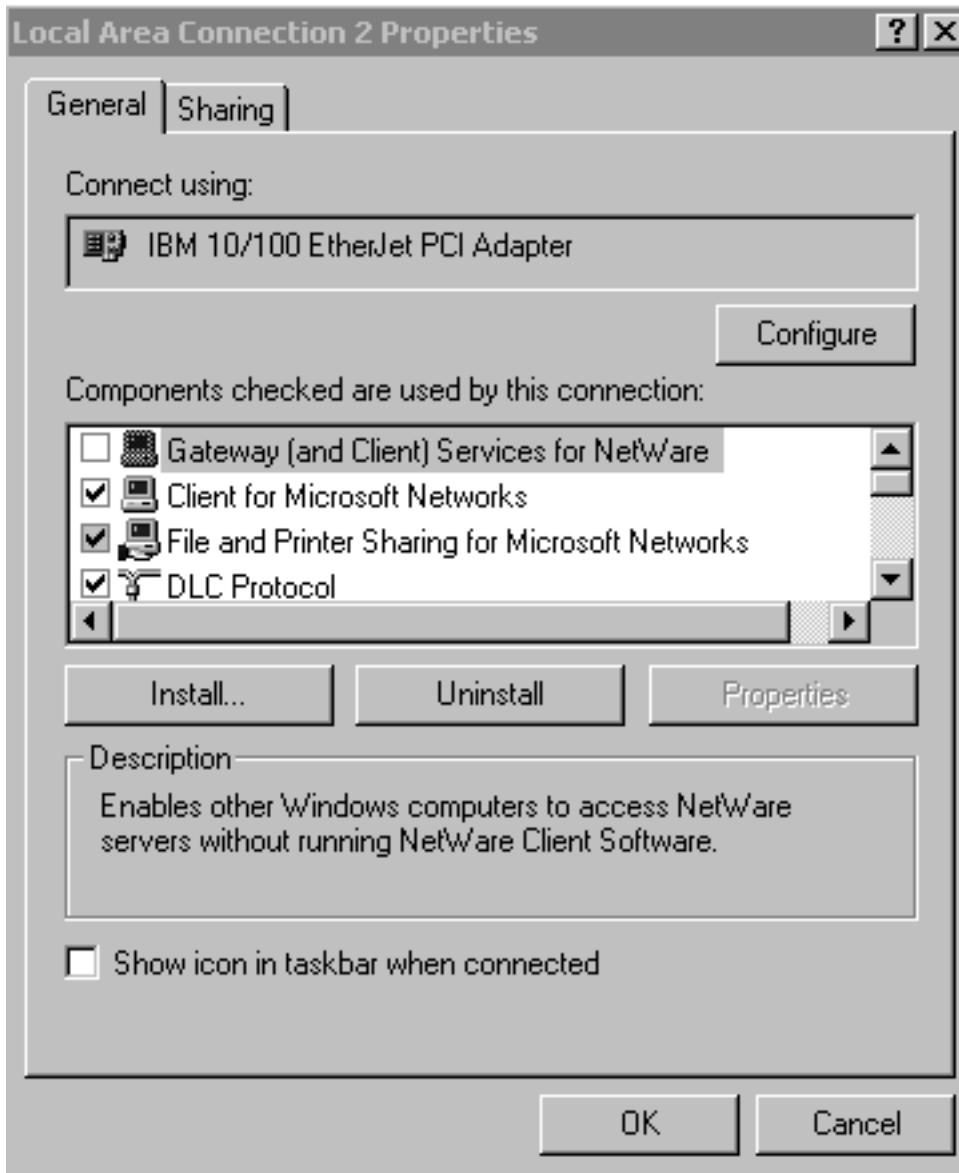 Local Area Connection 2 Properties
General
Sharing
Connect using:
IBM 10/100 EtherJet PCI Adapter
Configure
Components checked are used by this connection:
Gateway (and Client) Services for NetWare
Client for Microsoft Networks
File and Printer Sharing for Microsoft Networks
DLC Protocol
Install...
Uninstall
Properties
Description
Enables other Windows computers to access NetWare
servers without running NetWare Client Software.
Show icon in taskbar when connected
OK
Cancel